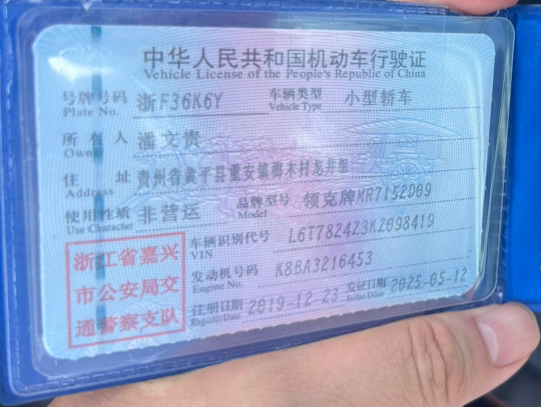 中华人民共和国机动车行驶证
Vehicle License of the People's Republic of China
号牌号码 浙F36K6Y 车辆类型 小型轿车
Plate No. Vehicle Type
所有人 潘文贵
Owner
住址 贵州省黄平县重安镇榔木村龙井组
Address
使用性质 非营运 品牌型号 领克牌MR7152D09
Use Character Model
车辆识别代号 L6T7824Z3KZ098419
VIN
发动机号码 K8BA3216453
Engine No.
注册日期 2019-12-23 发证日期 2025-05-12
Register Date Issue Date
浙江省嘉兴
市公安局交
通警察支队